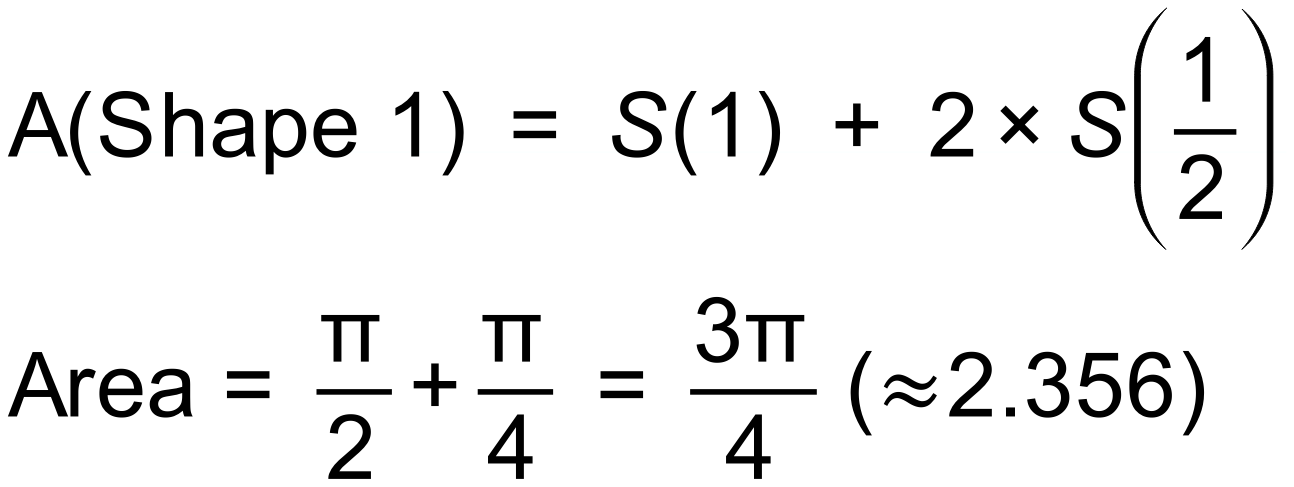 A(Shape 1) = S(1) + 2 × S(1/2)
Area = π/2 + π/4 = 3π/4 (≈2.356)